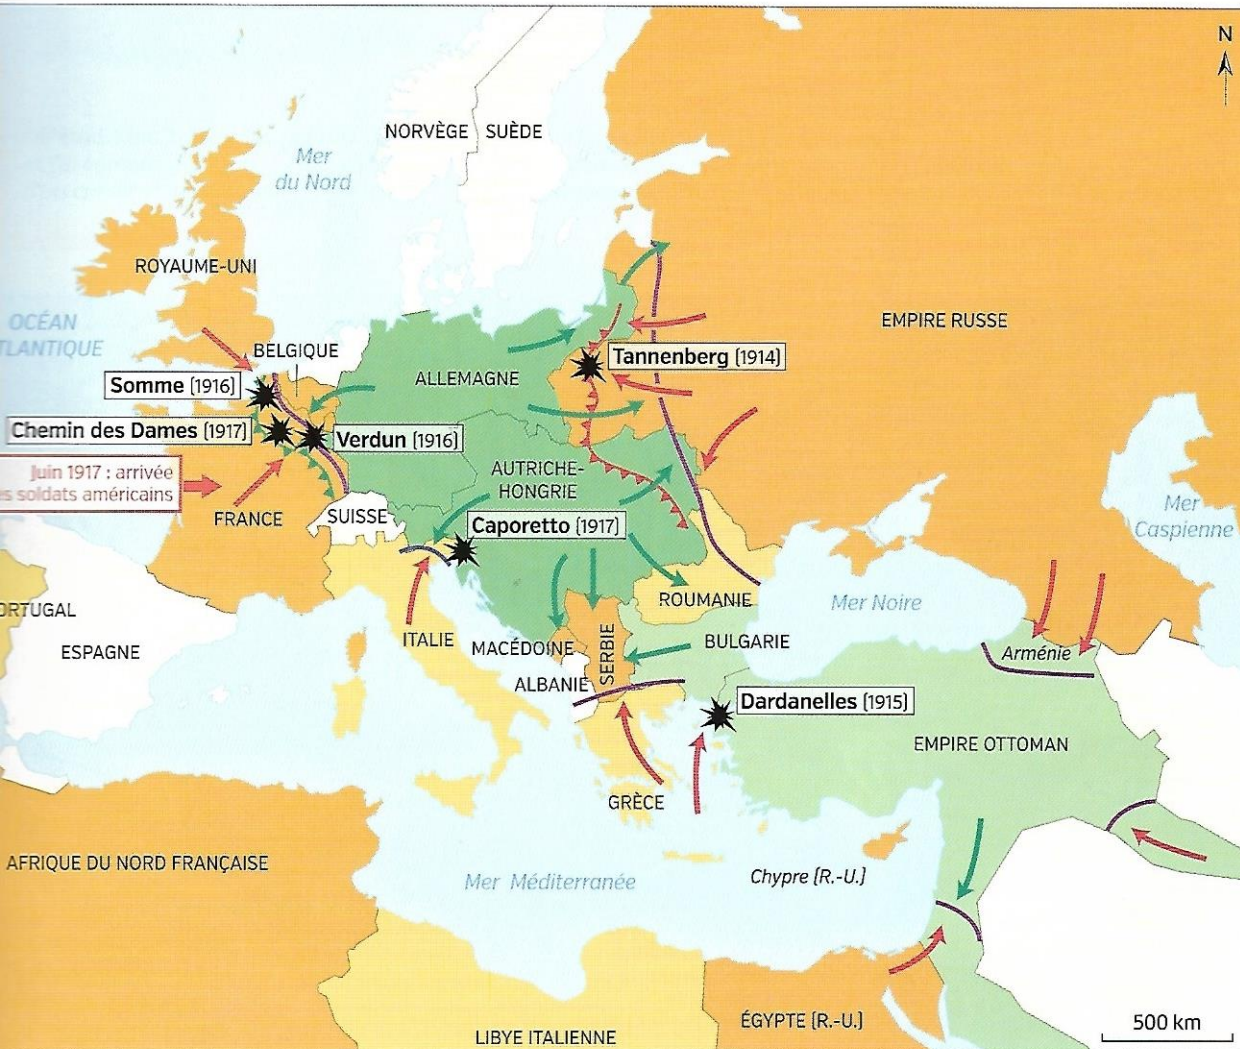 N
NORVÈGE
SUÈDE
Mer
du Nord
ROYAUME-UNI
OCÉAN
TLANTIQUE
EMPIRE RUSSE
BELGIQUE
Tannenberg (1914)
ALLEMAGNE
Somme (1916)
Chemin des Dames (1917)
Verdun (1916)
Juin 1917 : arrivée
es soldats américains
AUTRICHE-
HONGRIE
FRANCE
SUISSE
Caporetto (1917)
Mer
Caspienne
ORTUGAL
ESPAGNE
ITALIE
ROUMANIE
Mer Noire
MACÉDOINE
SERBIE
BULGARIE
Arménie
ALBANIE
Dardanelles (1915)
EMPIRE OTTOMAN
GRÈCE
AFRIQUE DU NORD FRANÇAISE
Mer Méditerranée
Chypre (R.-U.)
LIBYE ITALIENNE
ÉGYPTE (R.-U.)
500 km